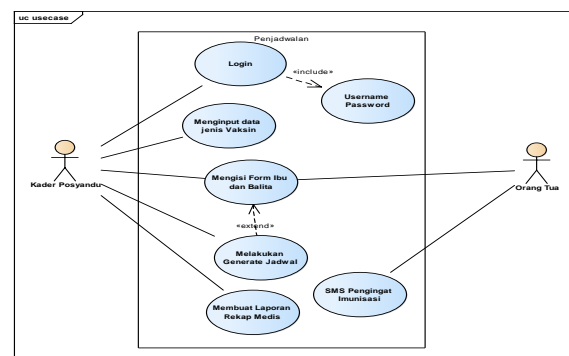 uc usecase
Penjadwalan
Login
«include»
Username
Password
Menginput data
jenis Vaksin
Kader Posyandu
Mengisi Form Ibu
dan Balita
Orang Tua
«extend»
Melakukan
Generate Jadwal
SMS Pengingat
Imunisasi
Membuat Laporan
Rekap Medis